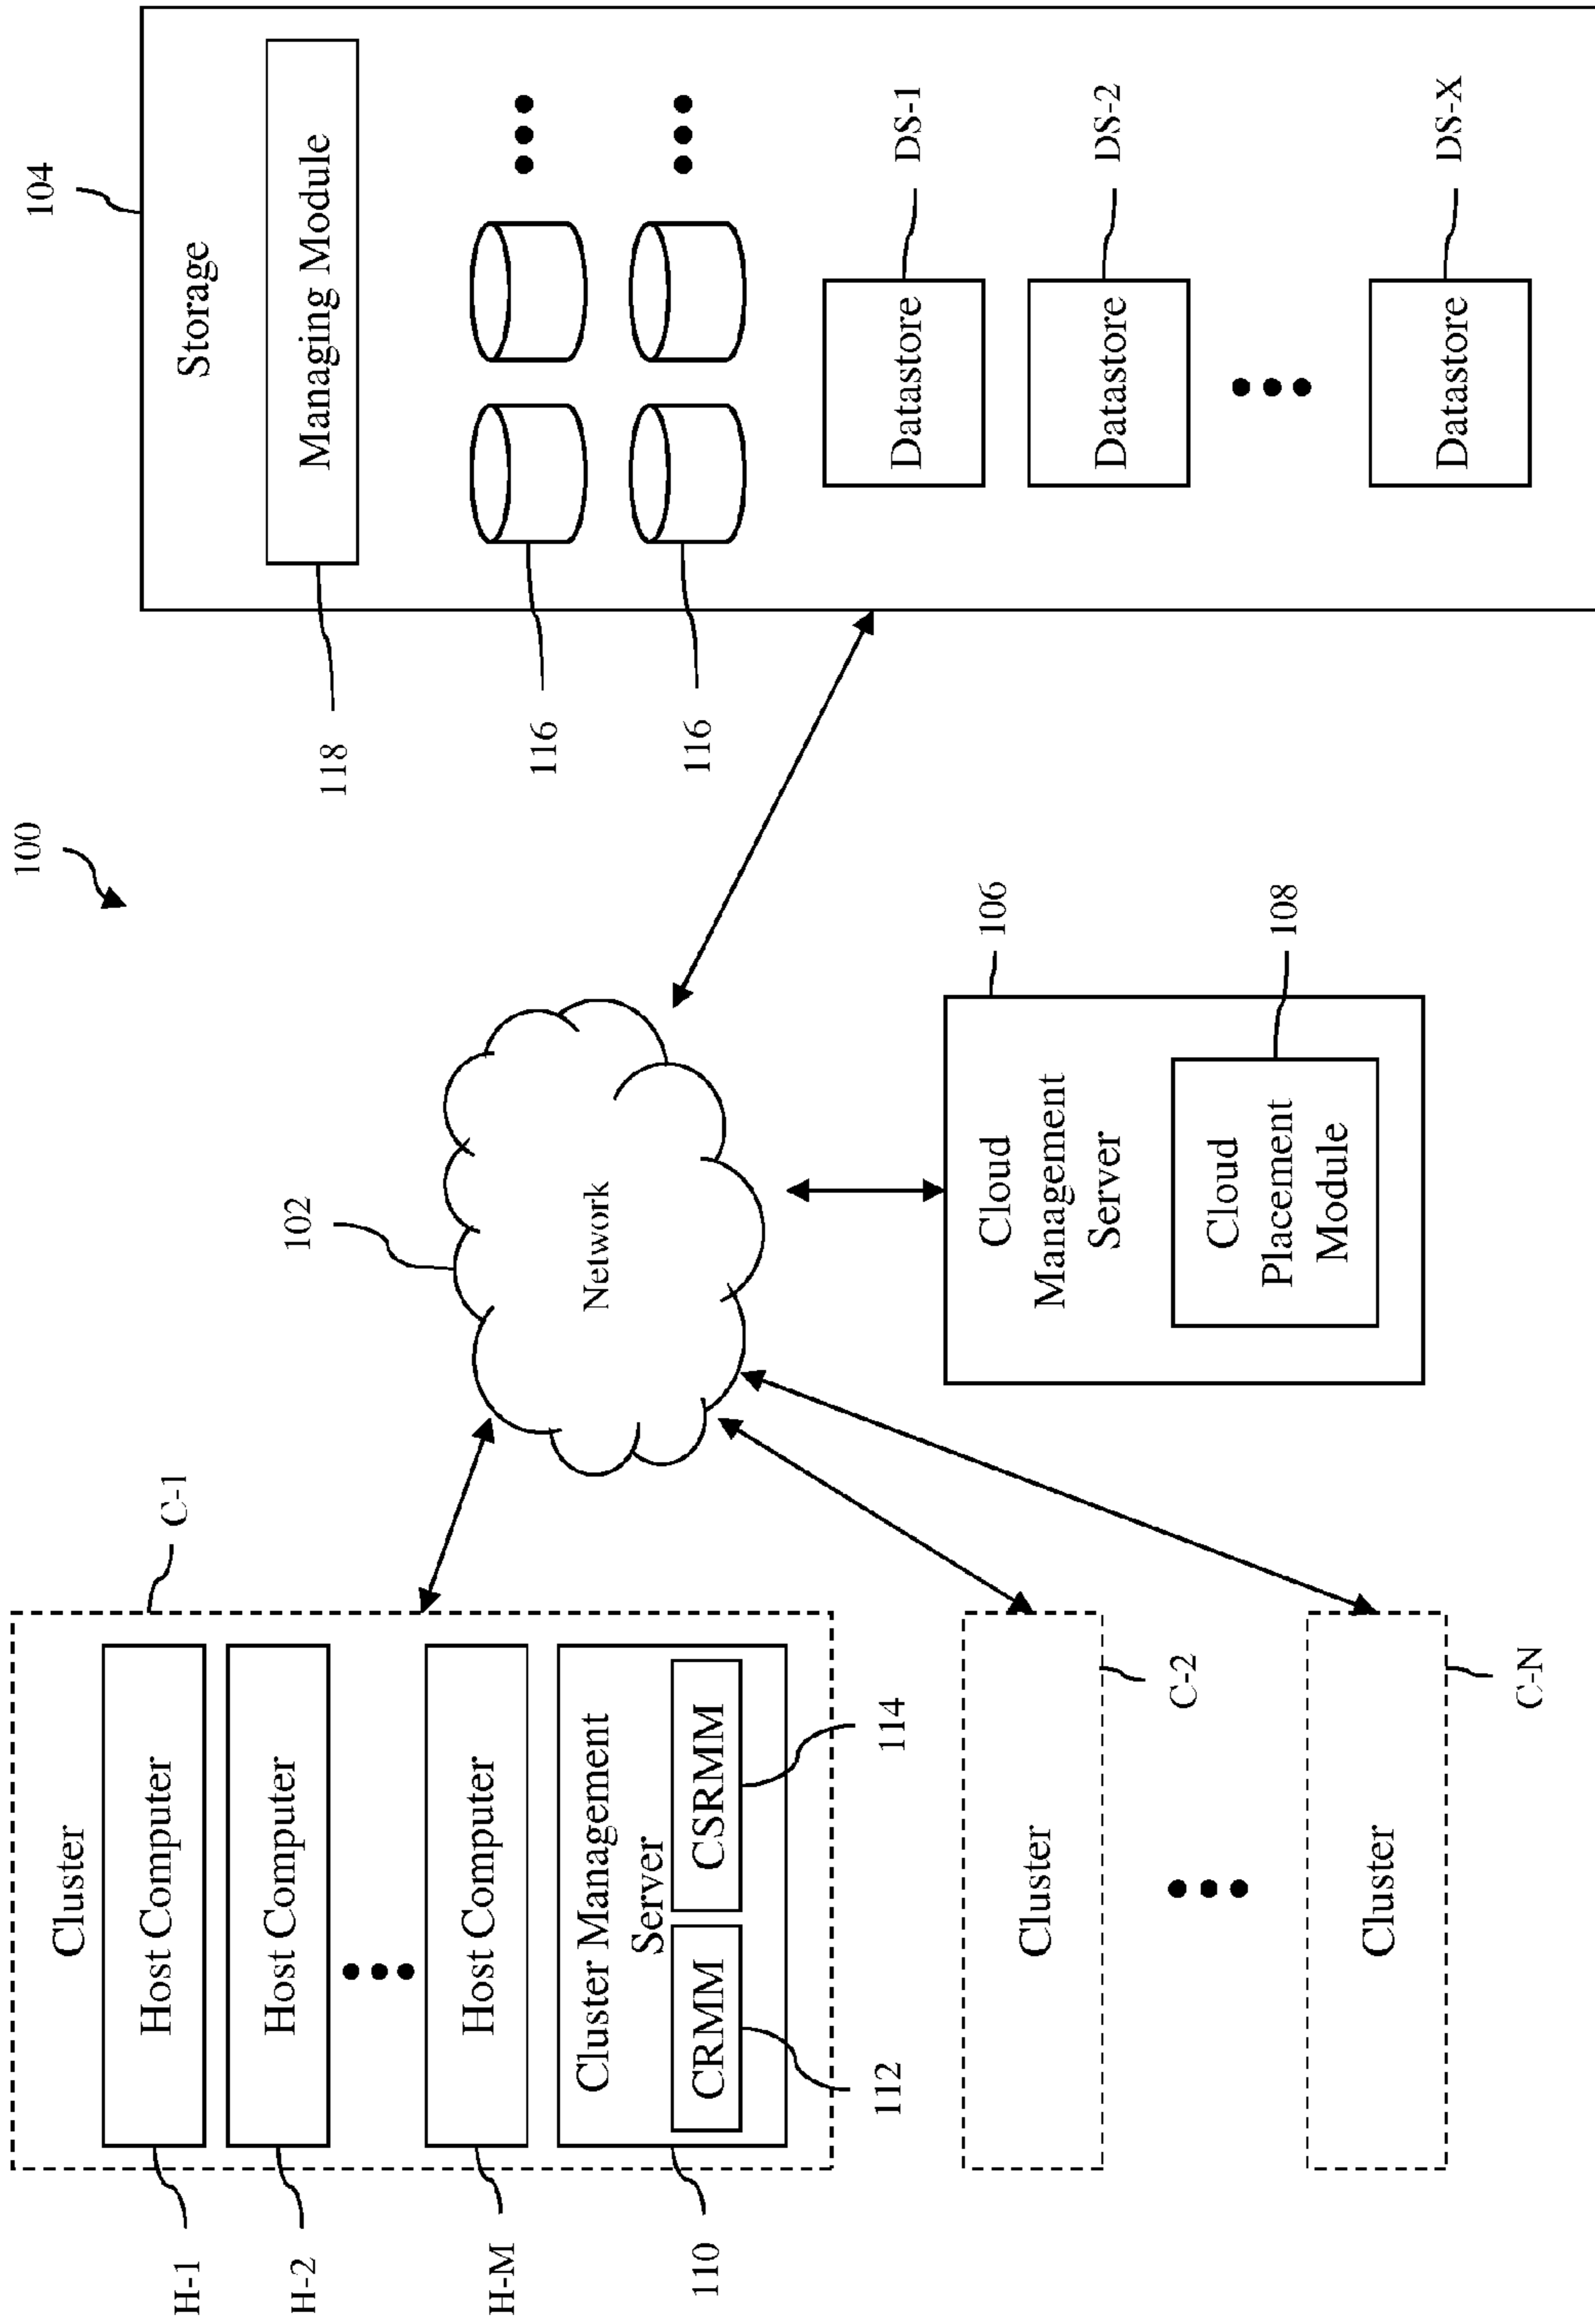 100
C-1
Cluster
H-1
Host Computer
H-2
Host Computer
H-M
Host Computer
Cluster Management
Server
110
CRMM
CSRMM
112
114
Cluster
C-2
Cluster
C-N
102
Network
106
Cloud
Management
Server
Cloud
Placement
Module
108
104
Storage
Managing Module
118
116
116
Datastore
DS-1
Datastore
DS-2
Datastore
DS-X